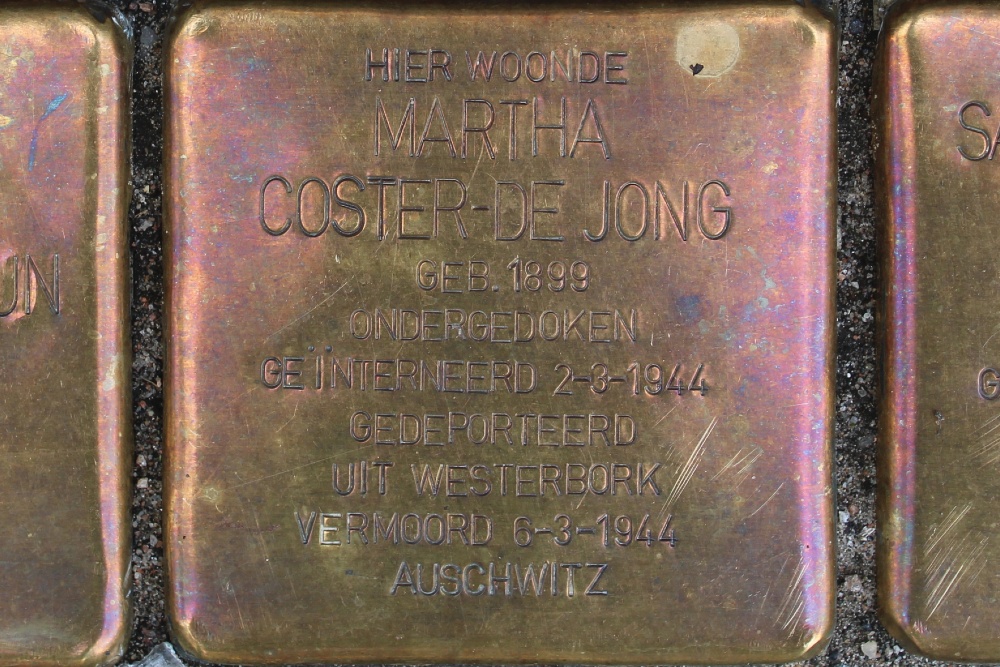 HIER WOONDE
MARTHA
COSTER-DE JONG
GEB. 1899
ONDERGEDOKEN
GEÏNTERNEERD 2-3-1944
GEDEPORTEERD
UIT WESTERBORK
VERMOORD 6-3-1944
AUSCHWITZ